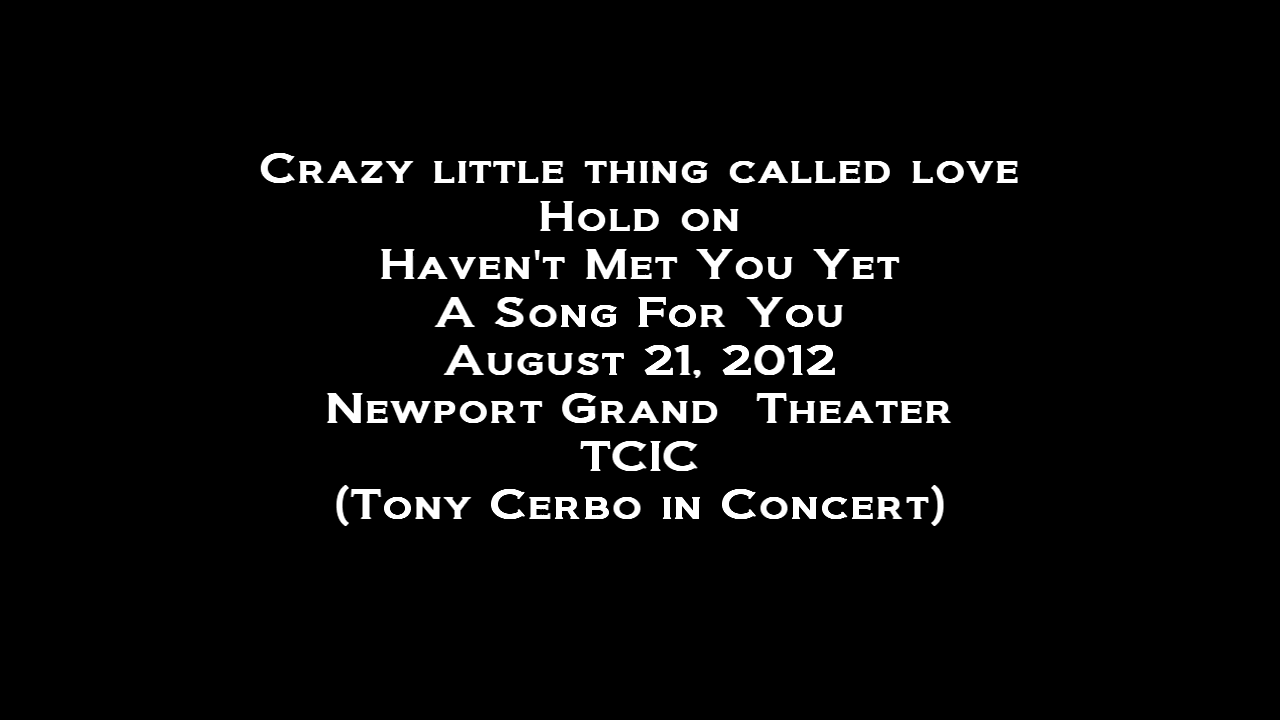 Crazy little thing called love
Hold on
Haven't Met You Yet
A Song For You
August 21, 2012
Newport Grand  Theater
TCIC
(Tony Cerbo in Concert)